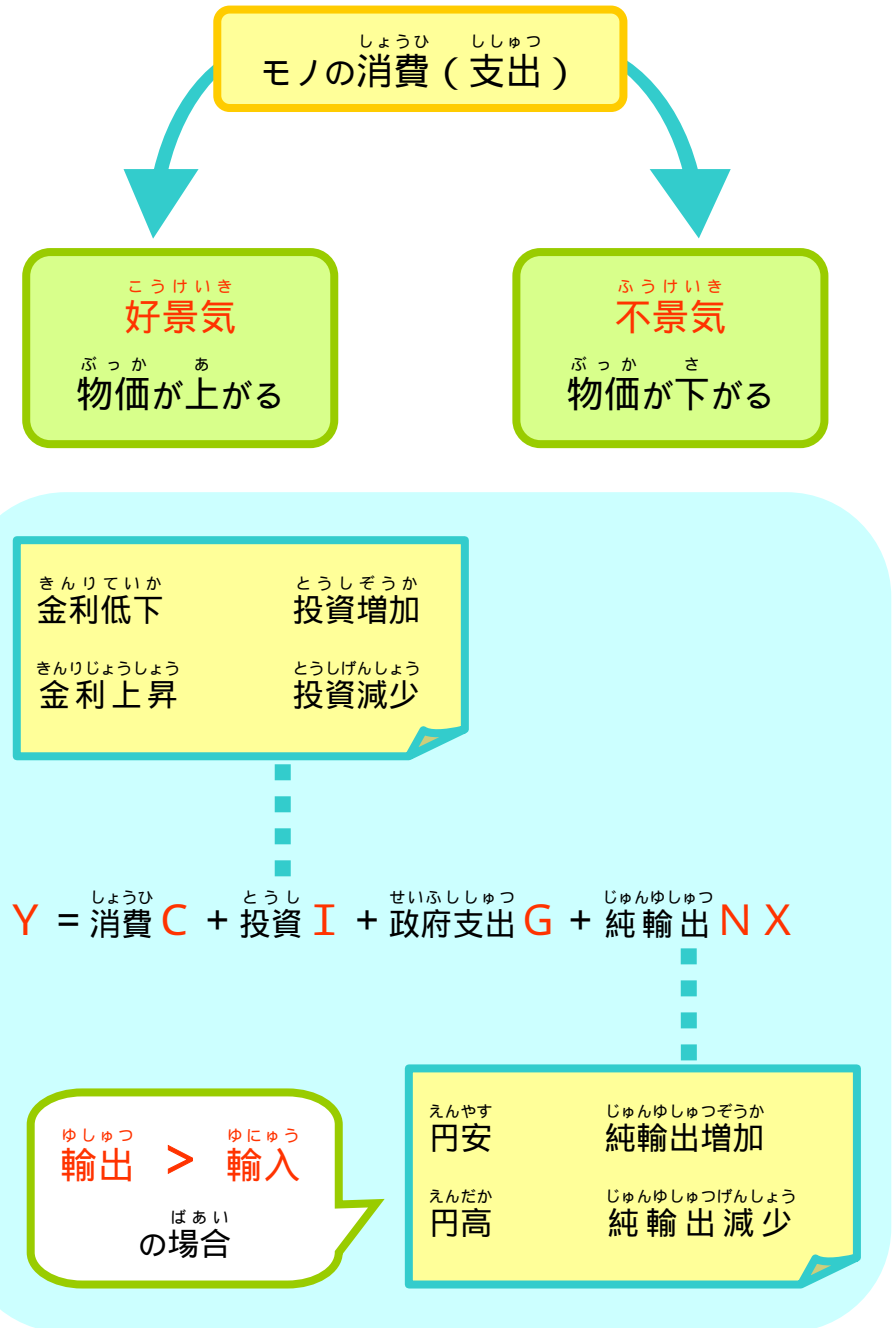 しょうひ ししゅつ
モノの消費(支出)
こうけいき
好景気
ぶっか あ
物価が上がる
ふうけいき
不景気
ぶっか さ
物価が下がる
きんりていか とうしぞうか
金利低下 投資増加
きんりじょうしょう とうしげんしょう
金利上昇 投資減少
しょうひ とうし せいふししゅつ じゅんゆしゅつ
Y = 消費C + 投資I + 政府支出G + 純輸出NX
ゆしゅつ ゆにゅう
輸出 > 輸入
ばあい
の場合
えんやす じゅんゆしゅつぞうか
円安 純輸出増加
えんだか じゅんゆしゅつげんしょう
円高 純輸出減少